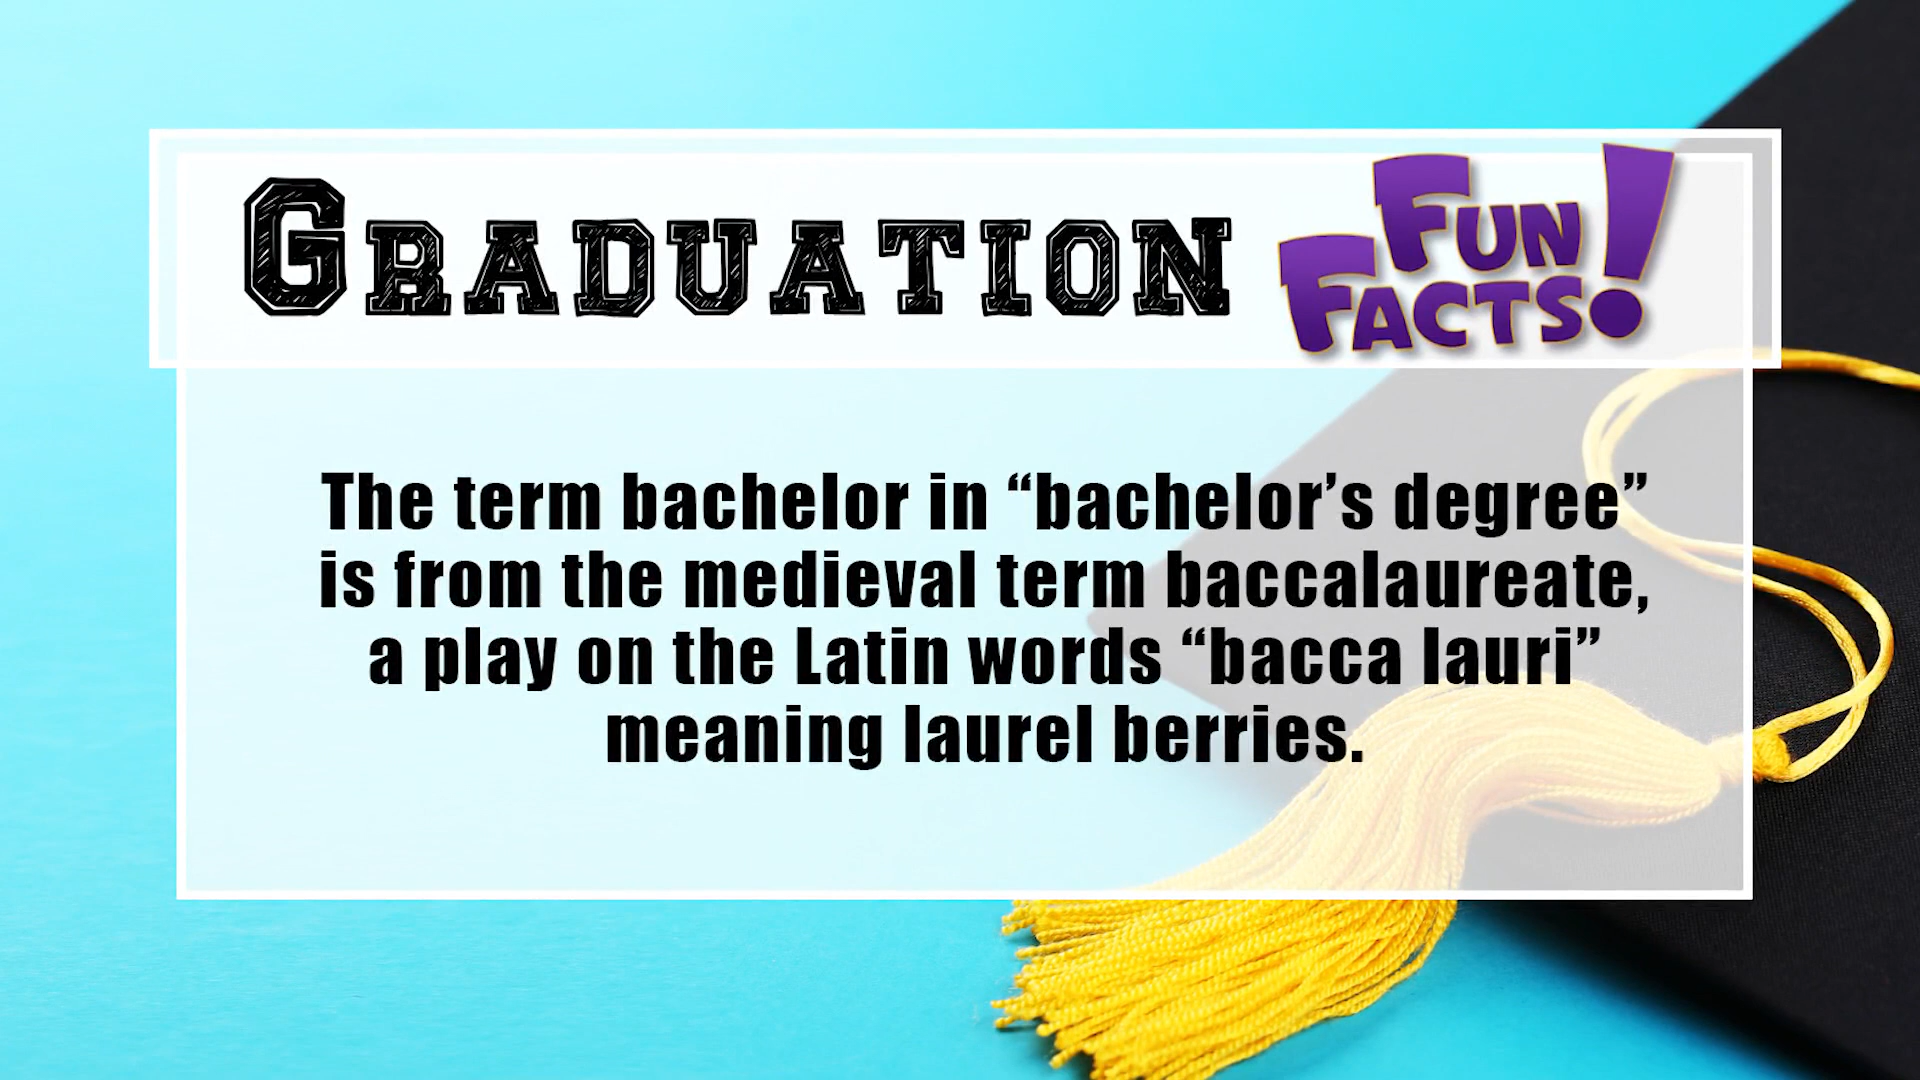 GRADUATION FUN FACTS!
The term bachelor in “bachelor’s degree”
is from the medieval term baccalaureate,
a play on the Latin words “bacca lauri”
meaning laurel berries.